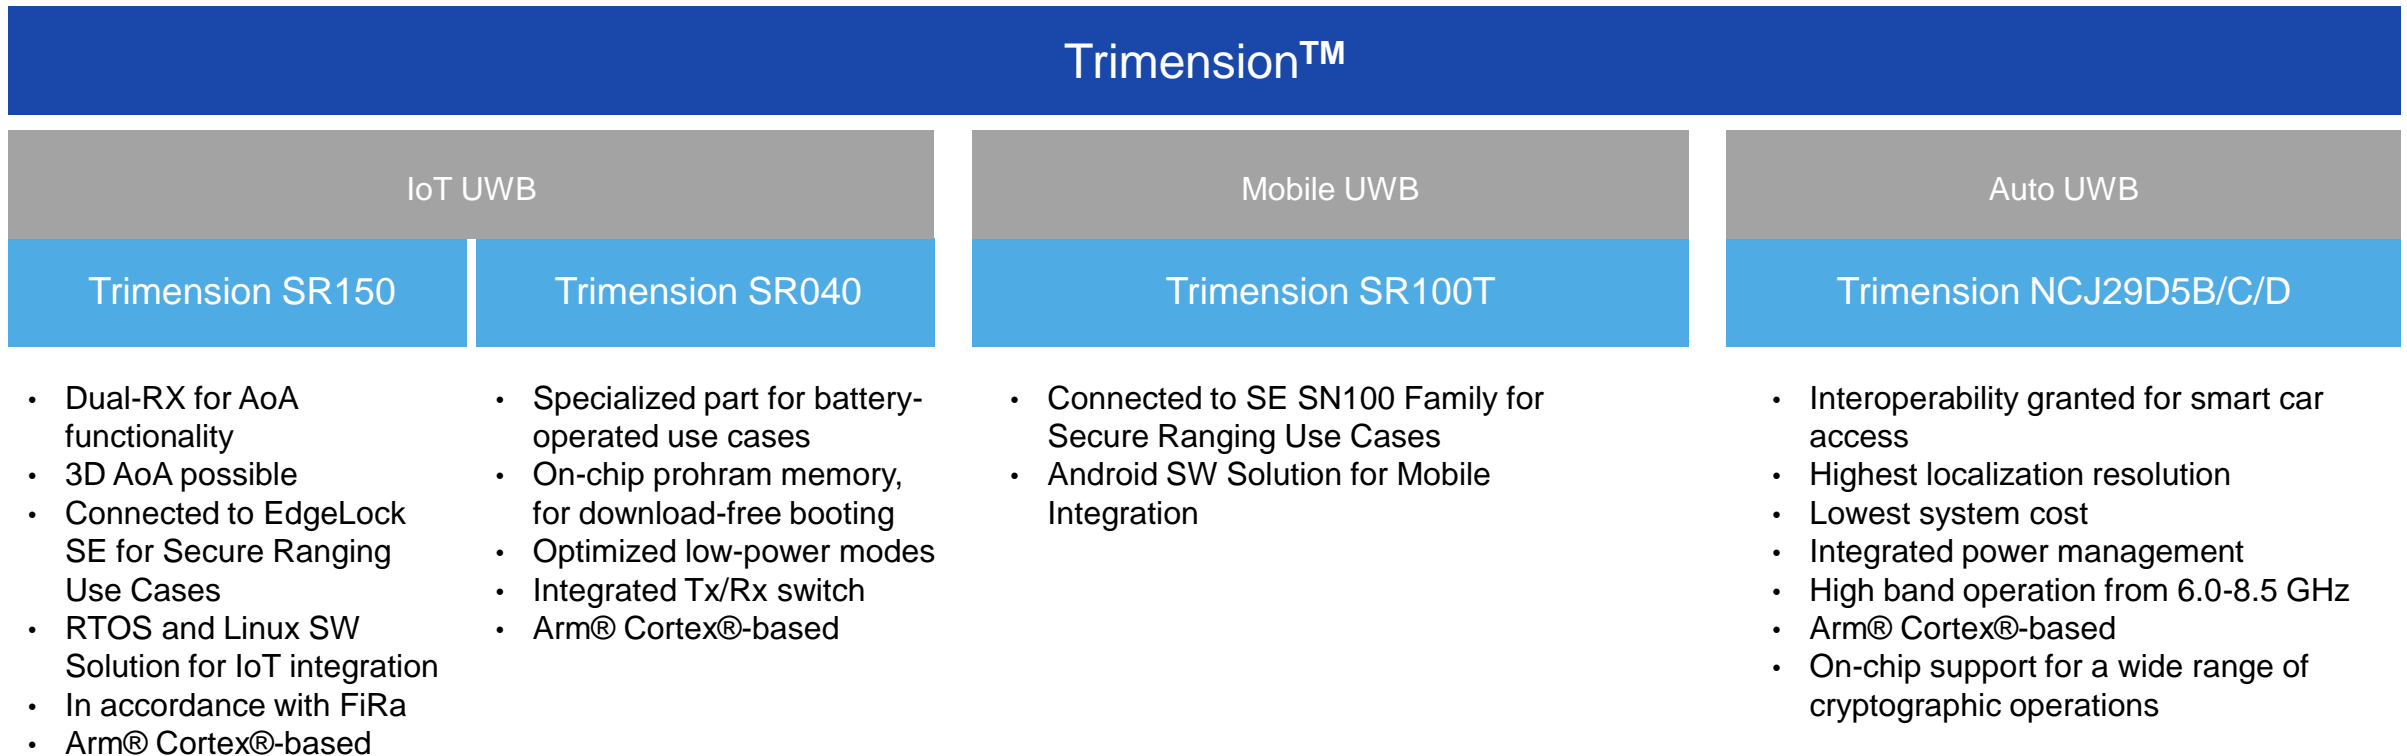 Trimension™
IoT UWB
Mobile UWB
Auto UWB
Trimension SR150
Trimension SR040
Trimension SR100T
Trimension NCJ29D5B/C/D
• Dual-RX for AoA
functionality
• 3D AoA possible
• Connected to EdgeLock
SE for Secure Ranging
Use Cases
• RTOS and Linux SW
Solution for IoT integration
• In accordance with FiRa
• Arm® Cortex®-based
• Specialized part for battery-
operated use cases
• On-chip prohram memory,
for download-free booting
• Optimized low-power modes
• Integrated Tx/Rx switch
• Arm® Cortex®-based
• Connected to SE SN100 Family for
Secure Ranging Use Cases
• Android SW Solution for Mobile
Integration
• Interoperability granted for smart car
access
• Highest localization resolution
• Lowest system cost
• Integrated power management
• High band operation from 6.0-8.5 GHz
• Arm® Cortex®-based
• On-chip support for a wide range of
cryptographic operations